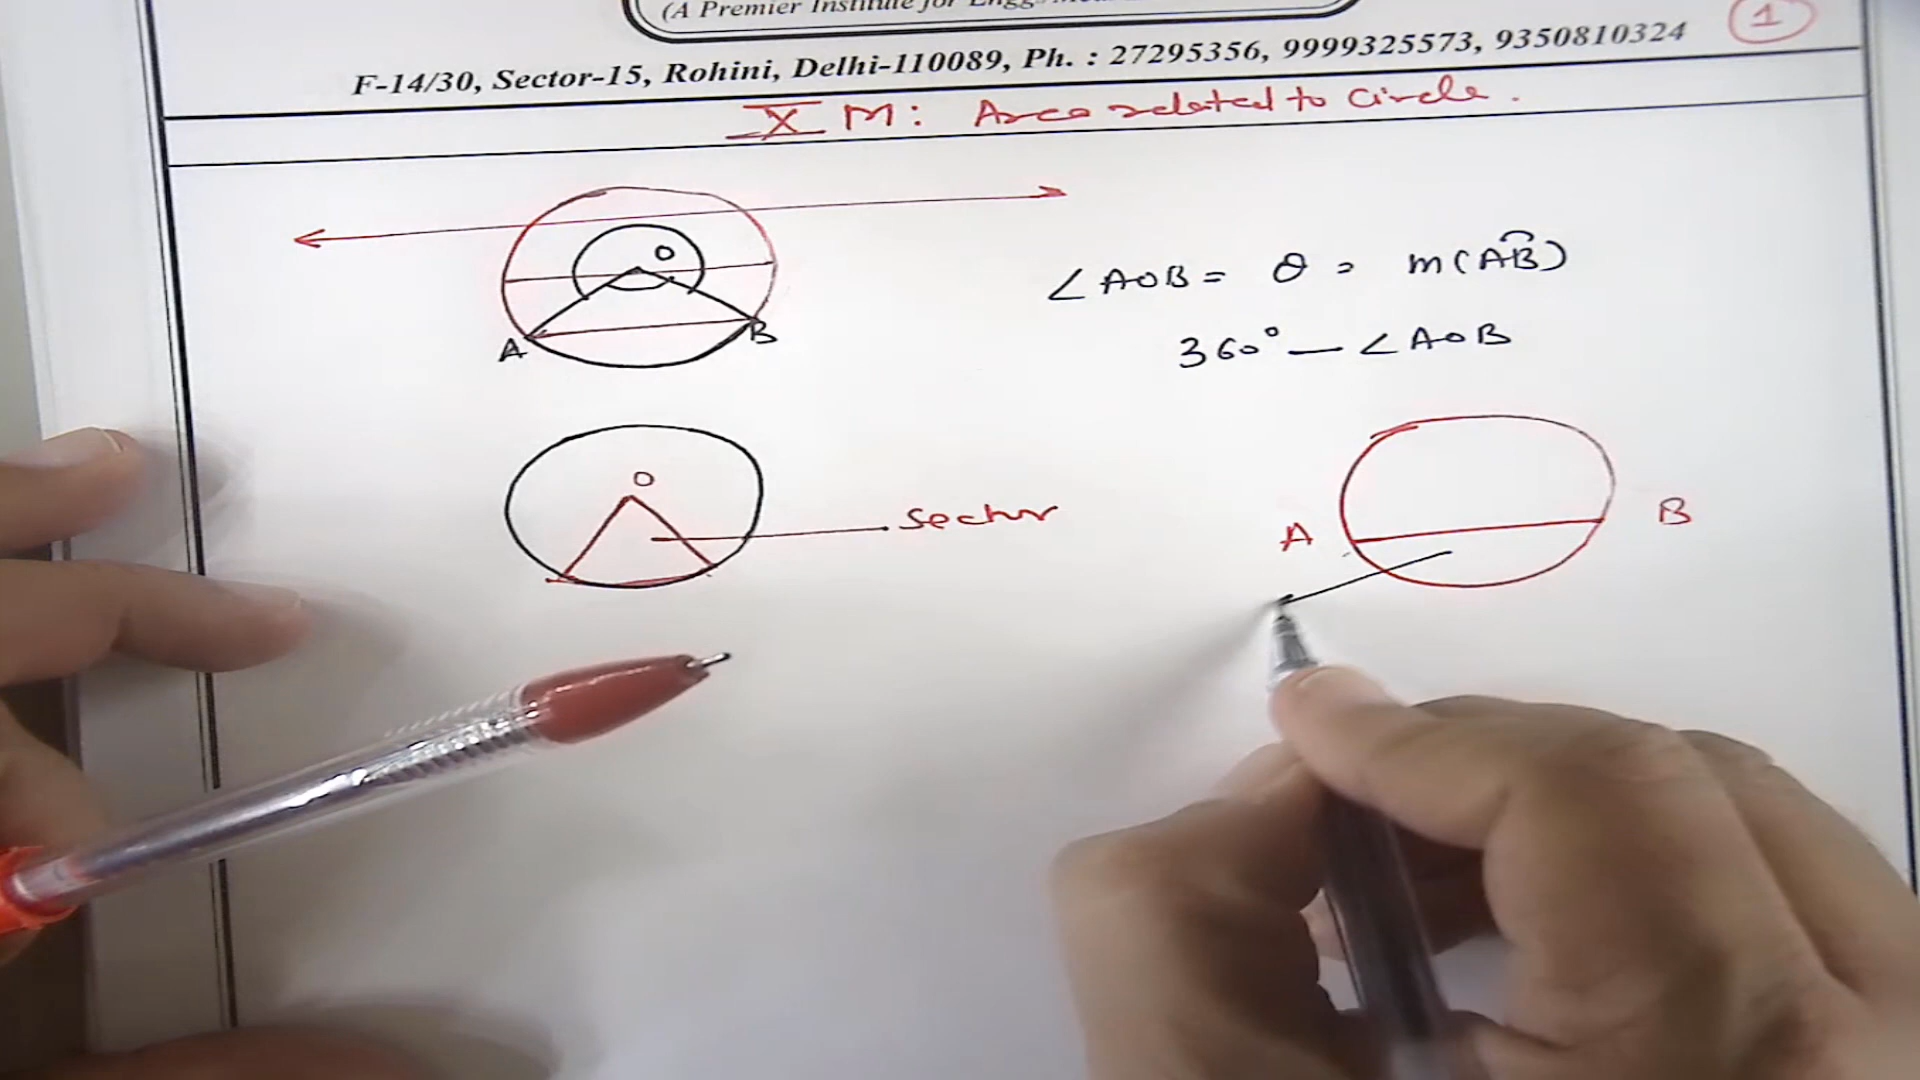 (A Premier Institute for Engg
1
F-14/30, Sector-15, Rohini, Delhi-110089, Ph. : 27295356, 9999325573, 9350810324
X M: Area related to Circle.
O
A B
∠AOB = θ = m(A͡B)
360° — ∠AOB
O
Sector
A B